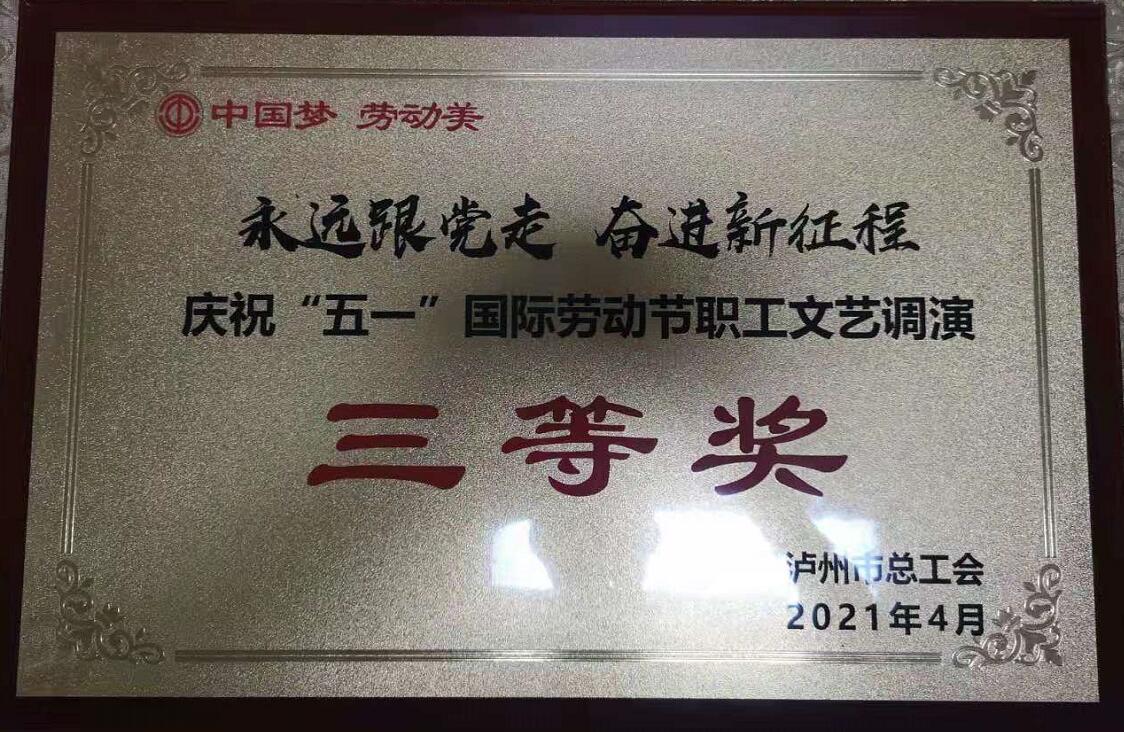 中国梦 劳动美
永远跟党走 奋进新征程
庆祝“五一”国际劳动节职工文艺调演
三等奖
泸州市总工会
2021年4月